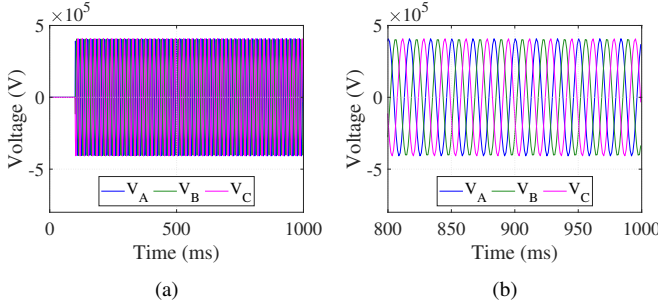 ×10⁵ ×10⁵
5 5
Voltage (V) Voltage (V)
0 0
-5 -5
V_A V_B V_C V_A V_B V_C
0 500 1000 800 850 900 950 1000
Time (ms) Time (ms)
(a) (b)